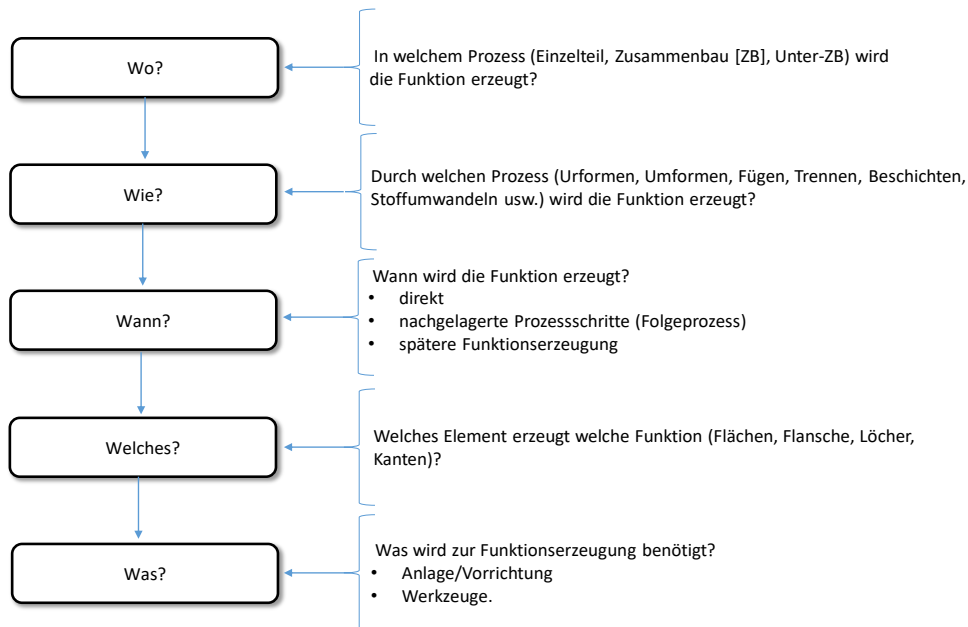 Wo?
In welchem Prozess (Einzelteil, Zusammenbau [ZB], Unter-ZB) wird
die Funktion erzeugt?
Wie?
Durch welchen Prozess (Urformen, Umformen, Fügen, Trennen, Beschichten,
Stoffumwandeln usw.) wird die Funktion erzeugt?
Wann?
Wann wird die Funktion erzeugt?
• direkt
• nachgelagerte Prozessschritte (Folgeprozess)
• spätere Funktionserzeugung
Welches?
Welches Element erzeugt welche Funktion (Flächen, Flansche, Löcher,
Kanten)?
Was?
Was wird zur Funktionserzeugung benötigt?
• Anlage/Vorrichtung
• Werkzeuge.